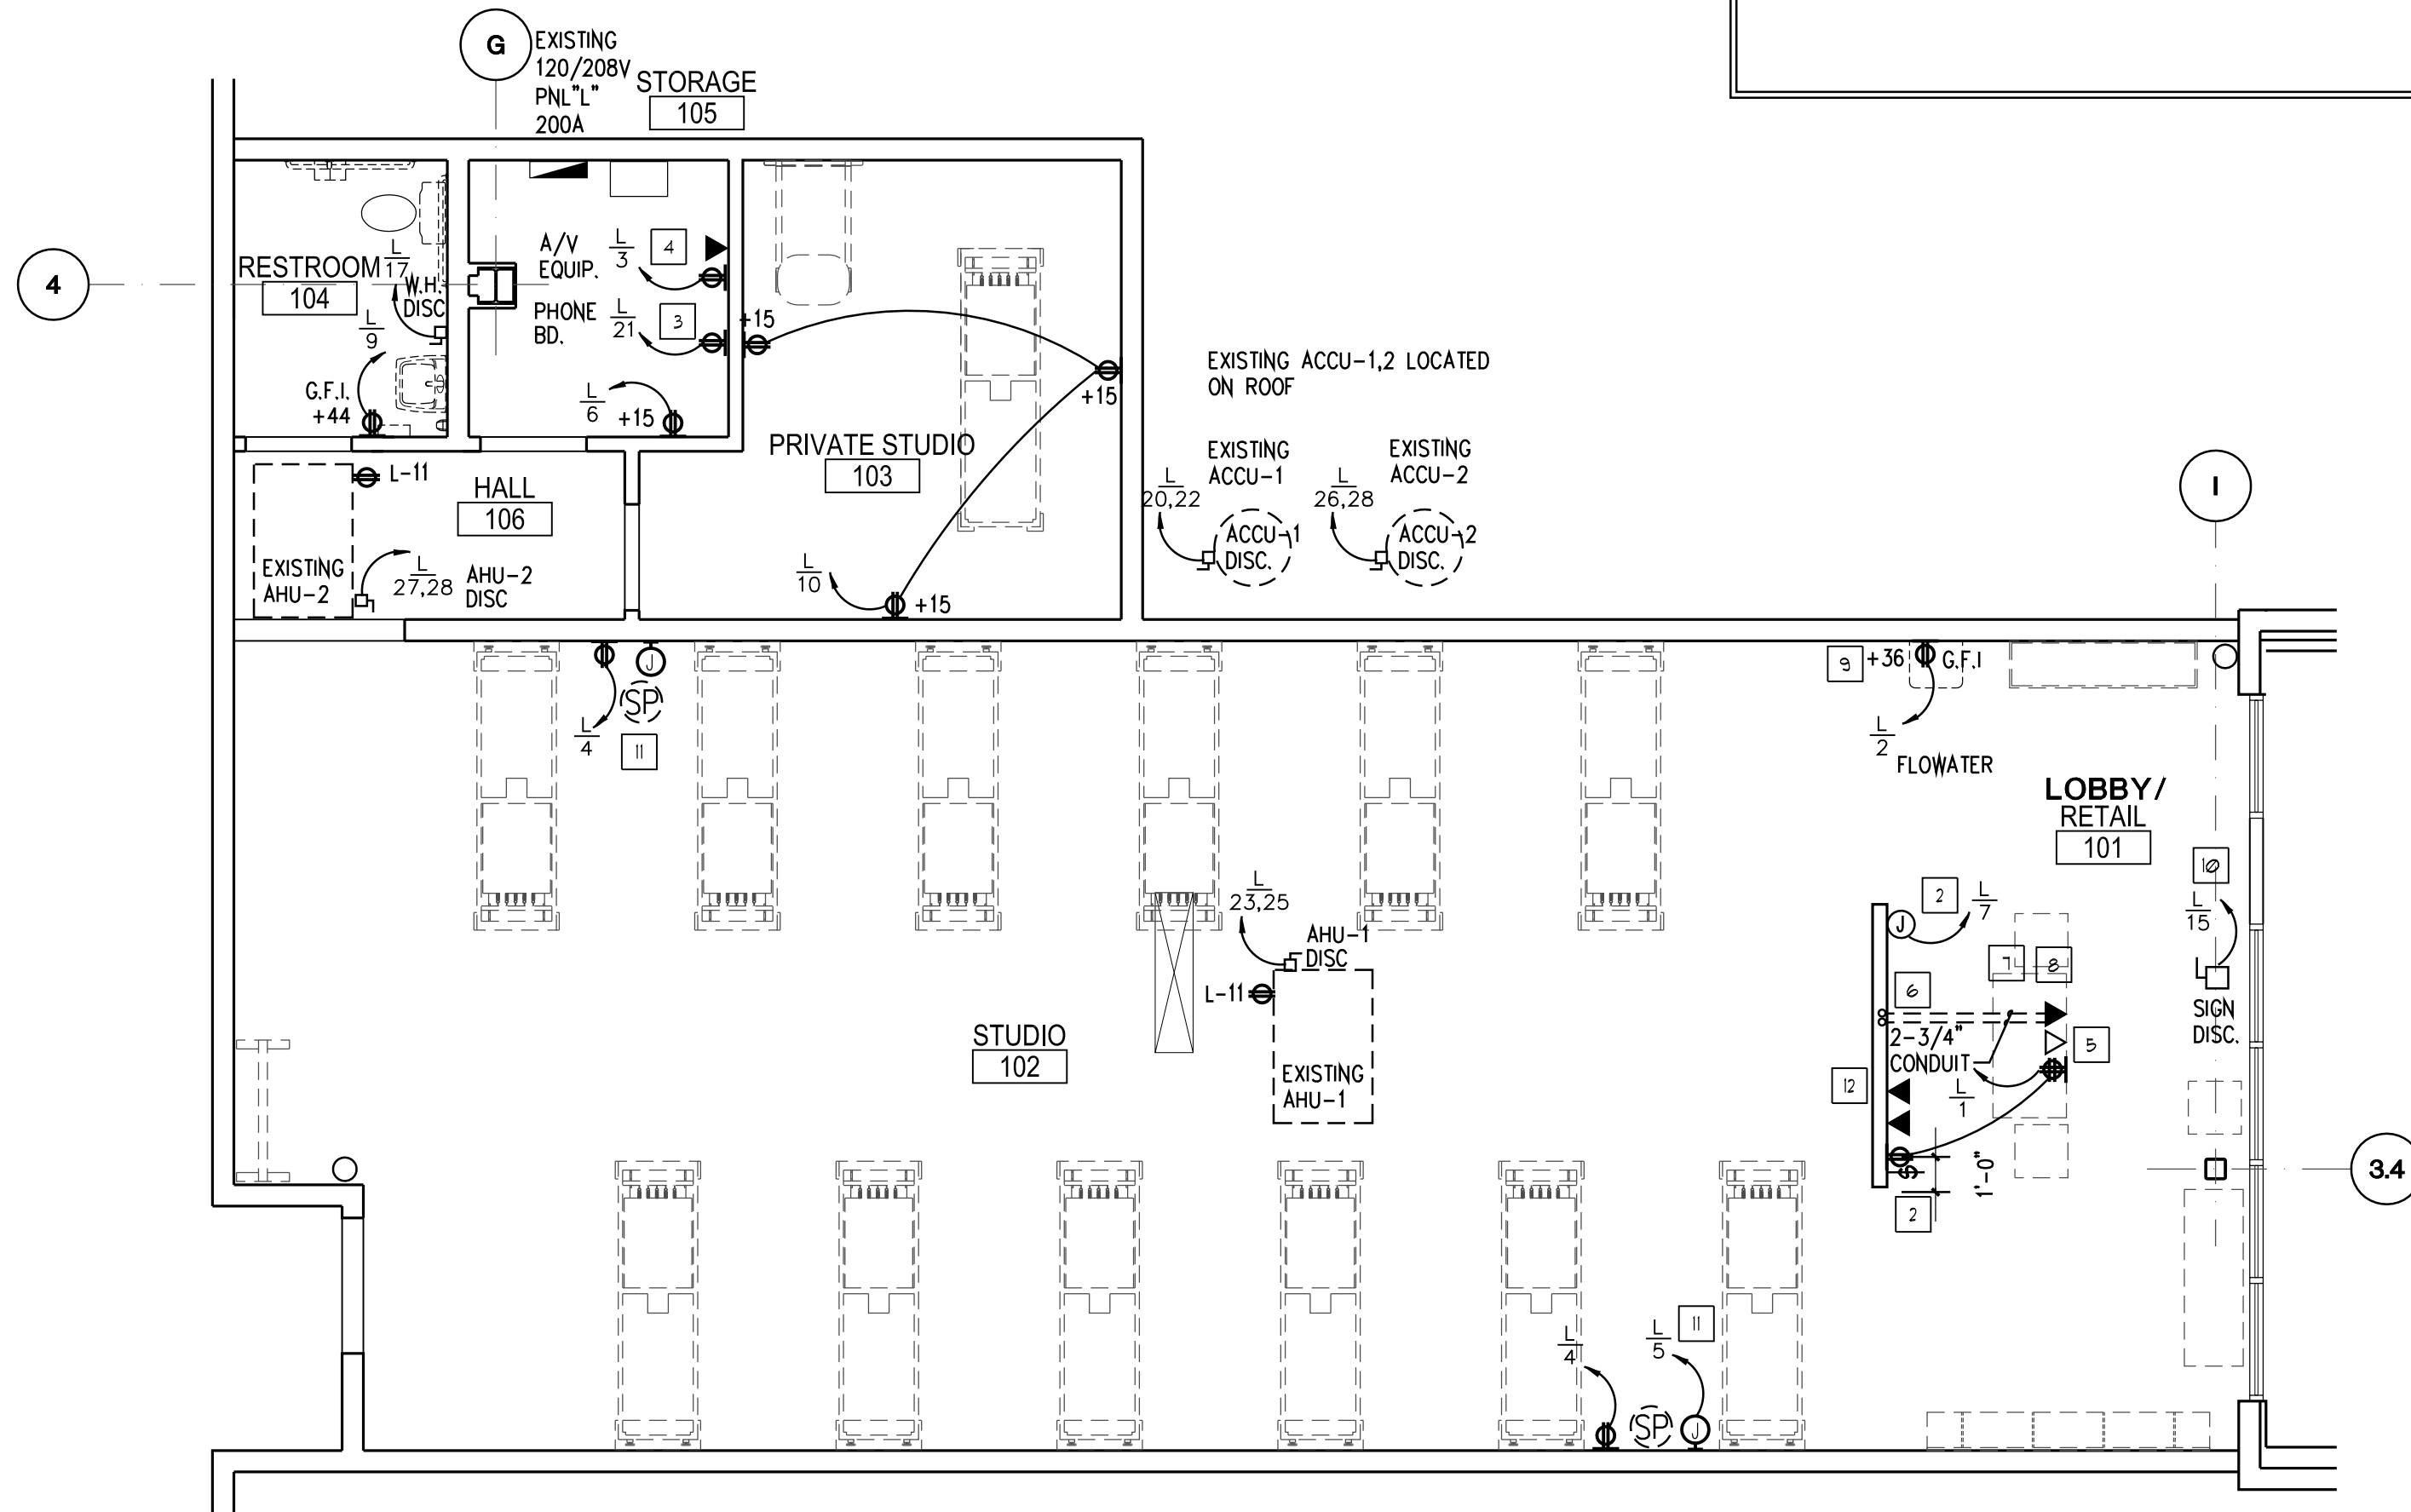 G
EXISTING
120/208V
PNL"L"
200A
STORAGE
105
4
RESTROOM
104
L
17
W.H.
DISC
L
9
G.F.I.
+44
A/V
EQUIP.
L
3
4
PHONE
BD.
L
21
3
L
6
+15
+15
+15
PRIVATE STUDIO
103
L
10
+15
EXISTING ACCU-1,2 LOCATED
ON ROOF
EXISTING
ACCU-1
L
20,22
ACCU-1
DISC.
EXISTING
ACCU-2
L
26,28
ACCU-2
DISC.
I
L-11
HALL
106
EXISTING
AHU-2
L
27,28
AHU-2
DISC
J
SP
L
4
11
9
+36
G.F.I
L
2
FLOWATER
LOBBY/
RETAIL
101
10
L
15
SIGN
DISC.
L
23,25
AHU-1
DISC
L-11
EXISTING
AHU-1
STUDIO
102
J
2
L
7
7
8
6
2-3/4"
CONDUIT
5
12
L
1
S
1'-0"
2
3.4
L
4
L
5
11
SP
J